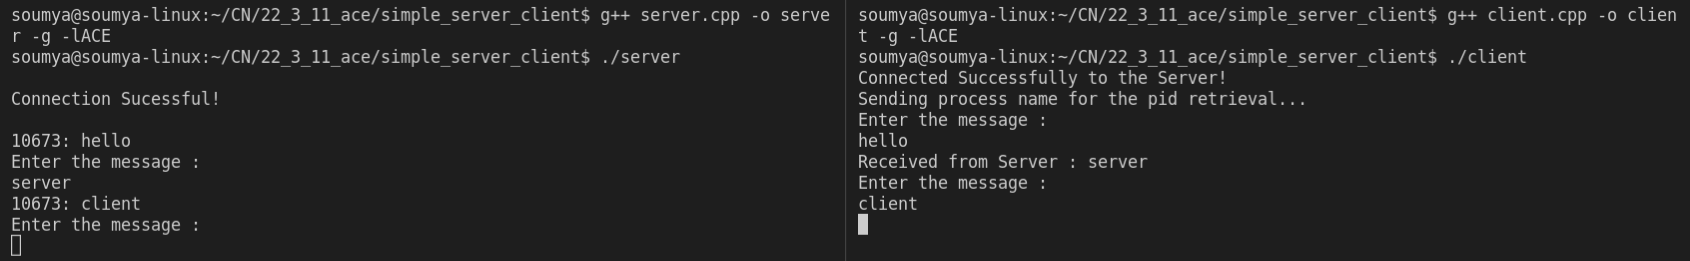 soumya@soumya-linux:~/CN/22_3_11_ace/simple_server_client$ g++ server.cpp -o serve
r -g -lACE
soumya@soumya-linux:~/CN/22_3_11_ace/simple_server_client$ ./server
Connection Sucessful!
10673: hello
Enter the message :
server
10673: client
Enter the message :
soumya@soumya-linux:~/CN/22_3_11_ace/simple_server_client$ g++ client.cpp -o clien
t -g -lACE
soumya@soumya-linux:~/CN/22_3_11_ace/simple_server_client$ ./client
Connected Successfully to the Server!
Sending process name for the pid retrieval...
Enter the message :
hello
Received from Server : server
Enter the message :
client